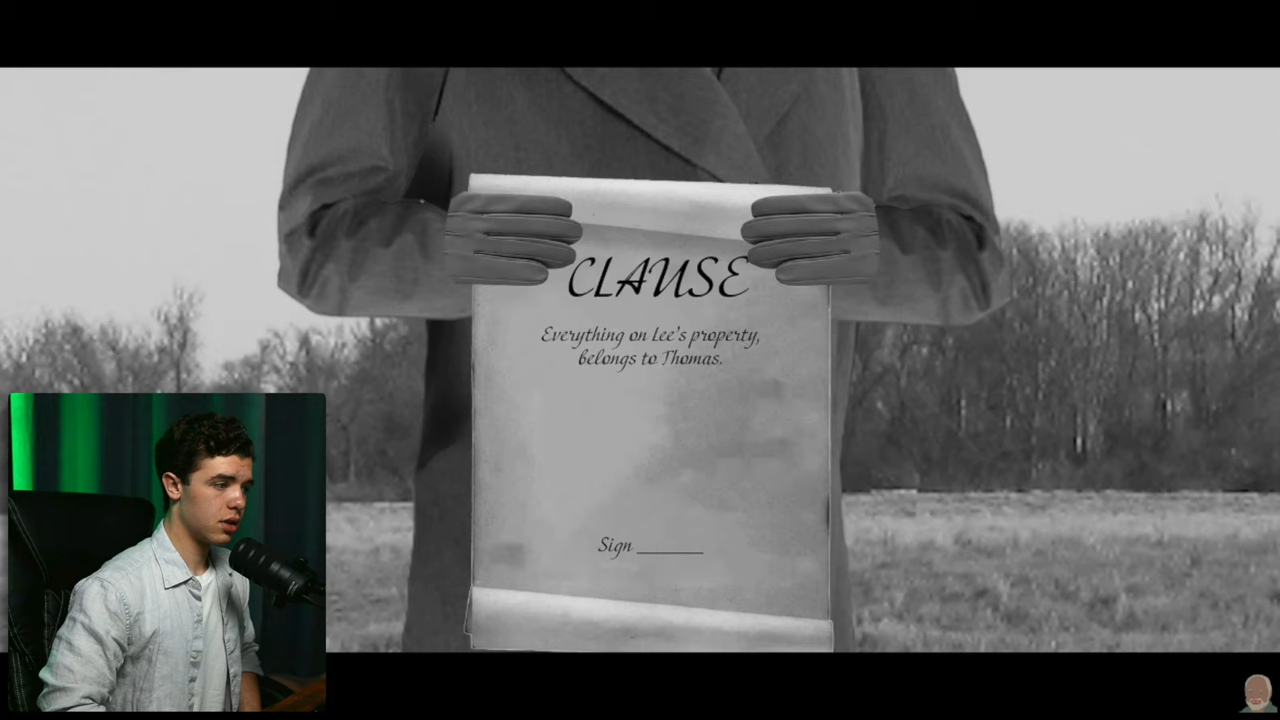 CLAUSE
Everything on Lee's property,
belongs to Thomas.
Sign ______